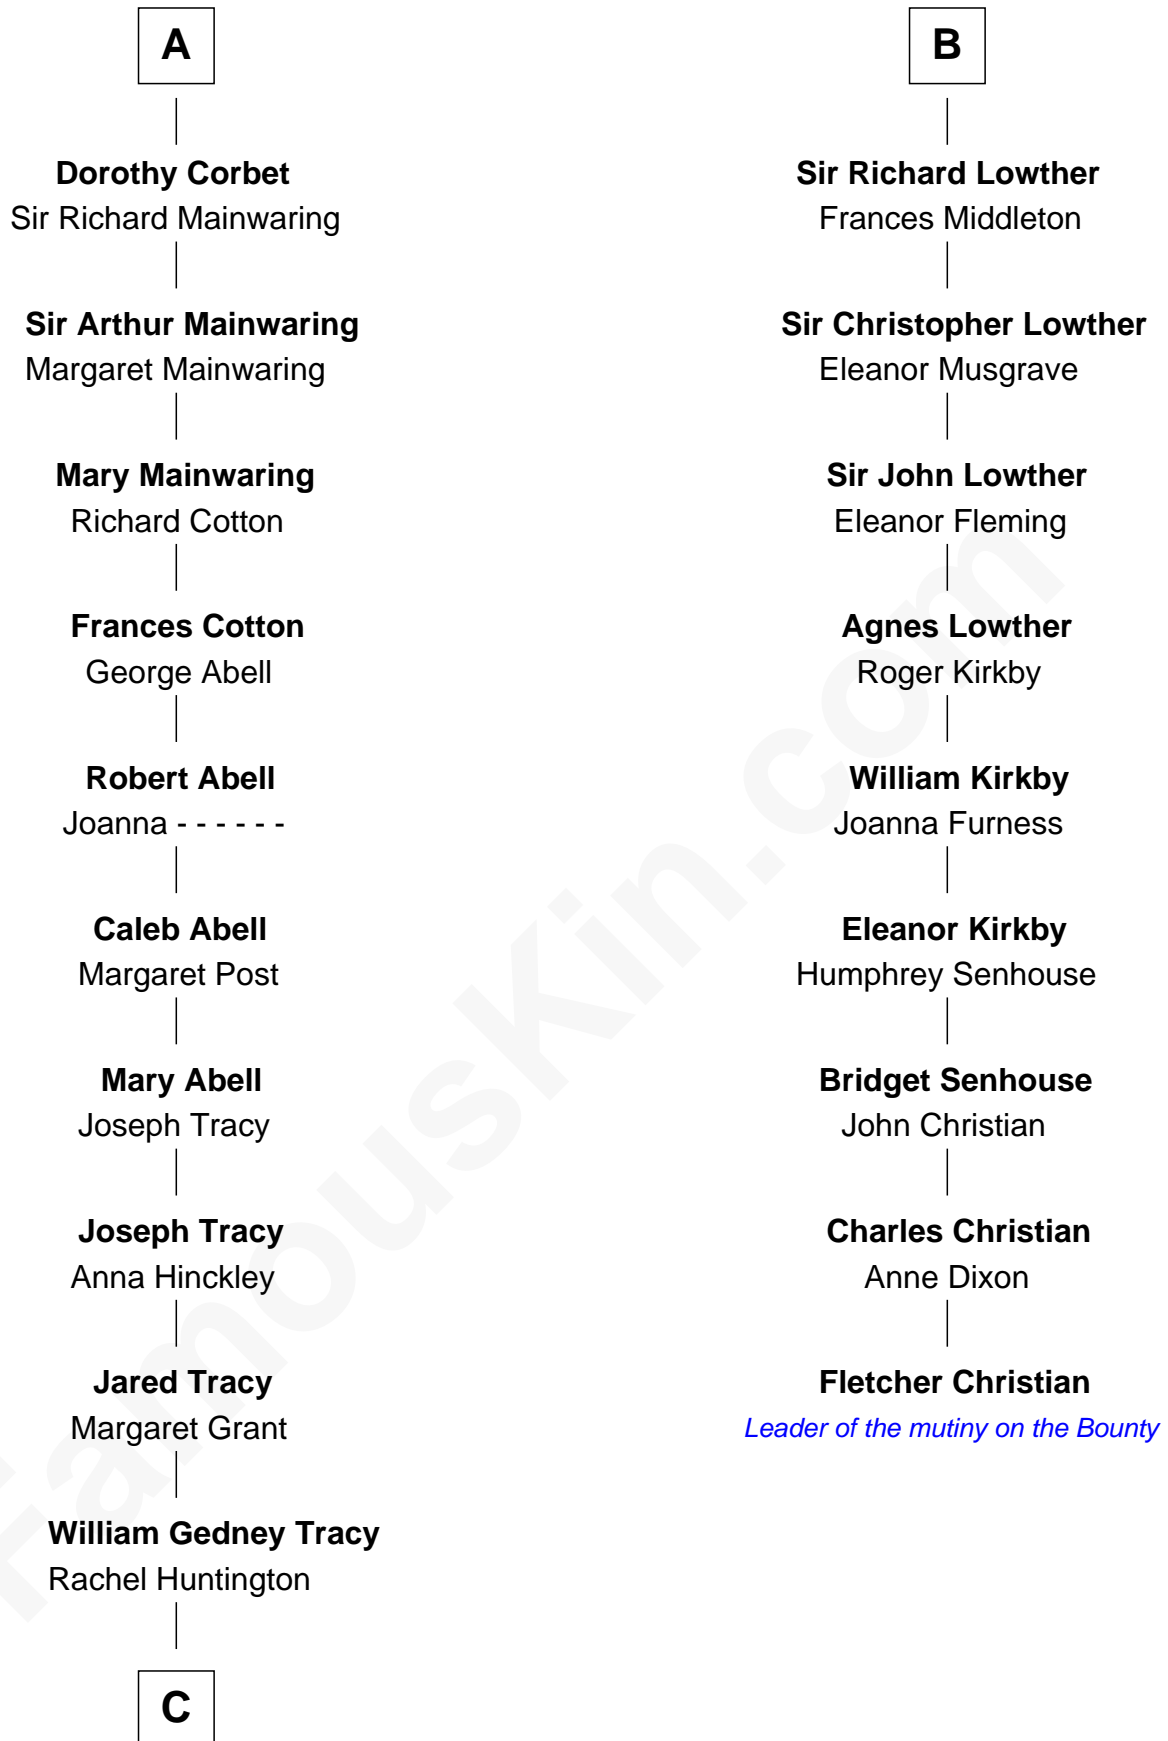 A
Dorothy Corbet
Sir Richard Mainwaring
Sir Arthur Mainwaring
Margaret Mainwaring
Mary Mainwaring
Richard Cotton
Frances Cotton
George Abell
Robert Abell
Joanna - - - - - -
Caleb Abell
Margaret Post
Mary Abell
Joseph Tracy
Joseph Tracy
Anna Hinckley
Jared Tracy
Margaret Grant
William Gedney Tracy
Rachel Huntington
C
B
Sir Richard Lowther
Frances Middleton
Sir Christopher Lowther
Eleanor Musgrave
Sir John Lowther
Eleanor Fleming
Agnes Lowther
Roger Kirkby
William Kirkby
Joanna Furness
Eleanor Kirkby
Humphrey Senhouse
Bridget Senhouse
John Christian
Charles Christian
Anne Dixon
Fletcher Christian
Leader of the mutiny on the Bounty
FamousKin.com